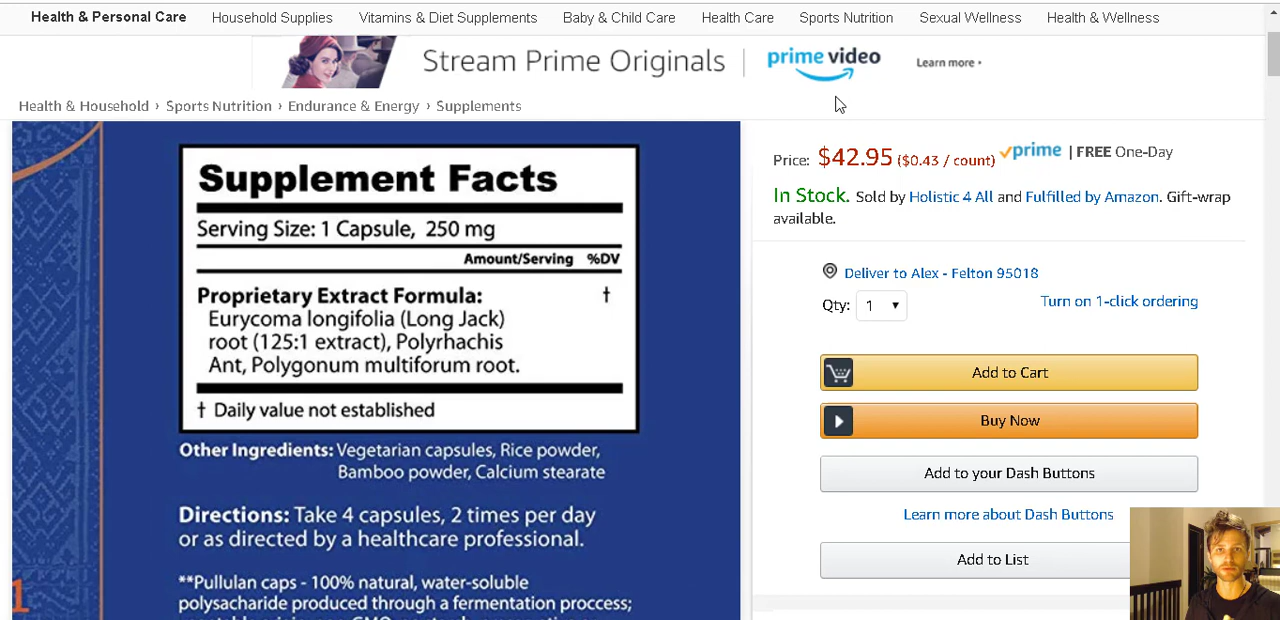 Health & Personal Care Household Supplies Vitamins & Diet Supplements Baby & Child Care Health Care Sports Nutrition Sexual Wellness Health & Wellness
Stream Prime Originals prime video Learn more ›
Health & Household › Sports Nutrition › Endurance & Energy › Supplements
Supplement Facts
Serving Size: 1 Capsule, 250 mg
Amount/Serving %DV
Proprietary Extract Formula: †
Eurycoma longifolia (Long Jack)
root (125:1 extract), Polyrhachis
Ant, Polygonum multiforum root.
† Daily value not established
Other Ingredients: Vegetarian capsules, Rice powder,
Bamboo powder, Calcium stearate
Directions: Take 4 capsules, 2 times per day
or as directed by a healthcare professional.
**Pullulan caps - 100% natural, water-soluble
polysacharide produced through a fermentation proccess;
1
Price: $42.95 ($0.43 / count) prime | FREE One-Day
In Stock. Sold by Holistic 4 All and Fulfilled by Amazon. Gift-wrap
available.
Deliver to Alex - Felton 95018
Qty: 1
Turn on 1-click ordering
Add to Cart
Buy Now
Add to your Dash Buttons
Learn more about Dash Buttons
Add to List